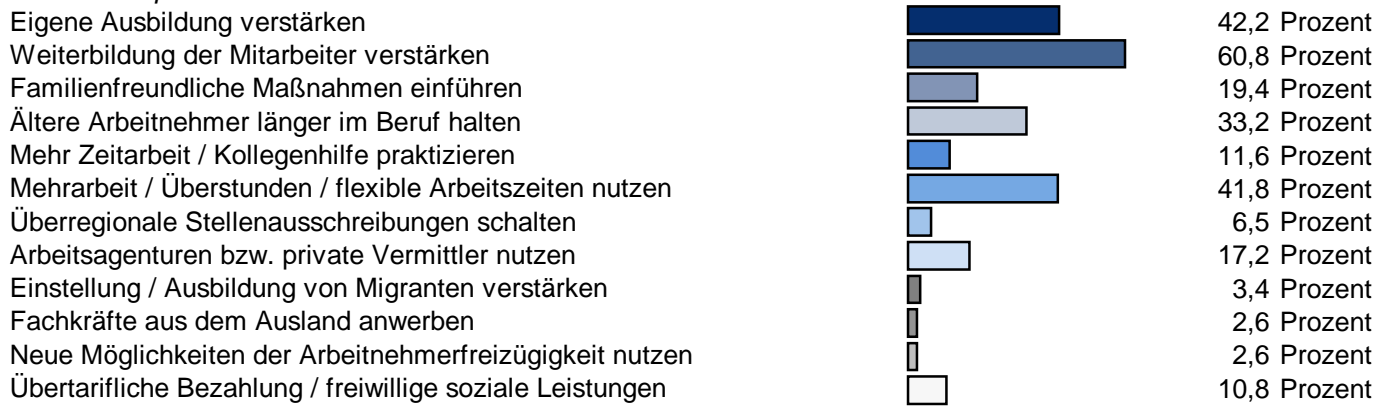 Eigene Ausbildung verstärken 42,2 Prozent
Weiterbildung der Mitarbeiter verstärken 60,8 Prozent
Familienfreundliche Maßnahmen einführen 19,4 Prozent
Ältere Arbeitnehmer länger im Beruf halten 33,2 Prozent
Mehr Zeitarbeit / Kollegenhilfe praktizieren 11,6 Prozent
Mehrarbeit / Überstunden / flexible Arbeitszeiten nutzen 41,8 Prozent
Überregionale Stellenausschreibungen schalten 6,5 Prozent
Arbeitsagenturen bzw. private Vermittler nutzen 17,2 Prozent
Einstellung / Ausbildung von Migranten verstärken 3,4 Prozent
Fachkräfte aus dem Ausland anwerben 2,6 Prozent
Neue Möglichkeiten der Arbeitnehmerfreizügigkeit nutzen 2,6 Prozent
Übertarifliche Bezahlung / freiwillige soziale Leistungen 10,8 Prozent